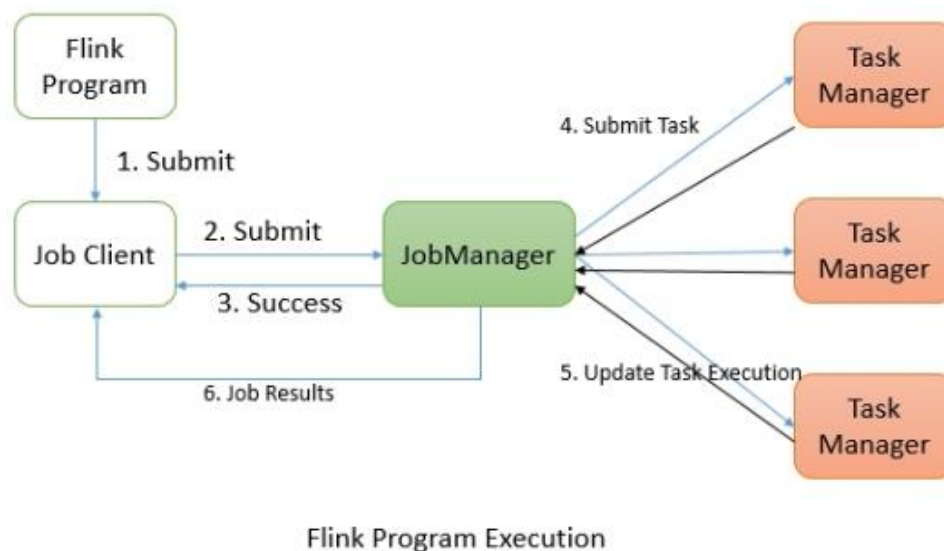 Flink
Program
Task
Manager
4. Submit Task
1. Submit
Job Client
2. Submit
3. Success
JobManager
Task
Manager
5. Update Task Execution
6. Job Results
Task
Manager
Flink Program Execution